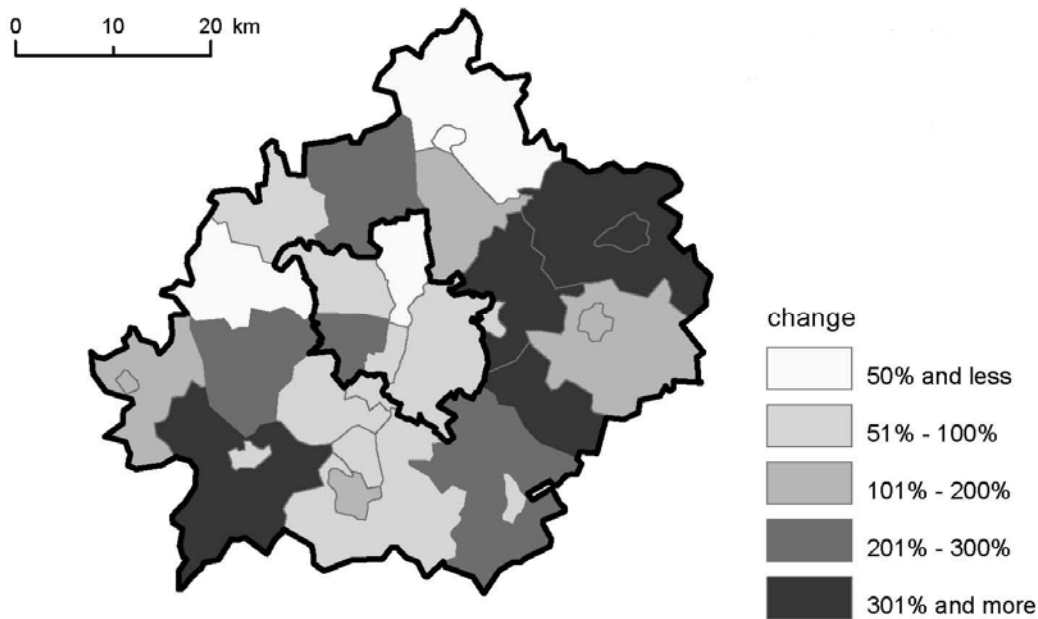 0 10 20 km
change
50% and less
51% - 100%
101% - 200%
201% - 300%
301% and more